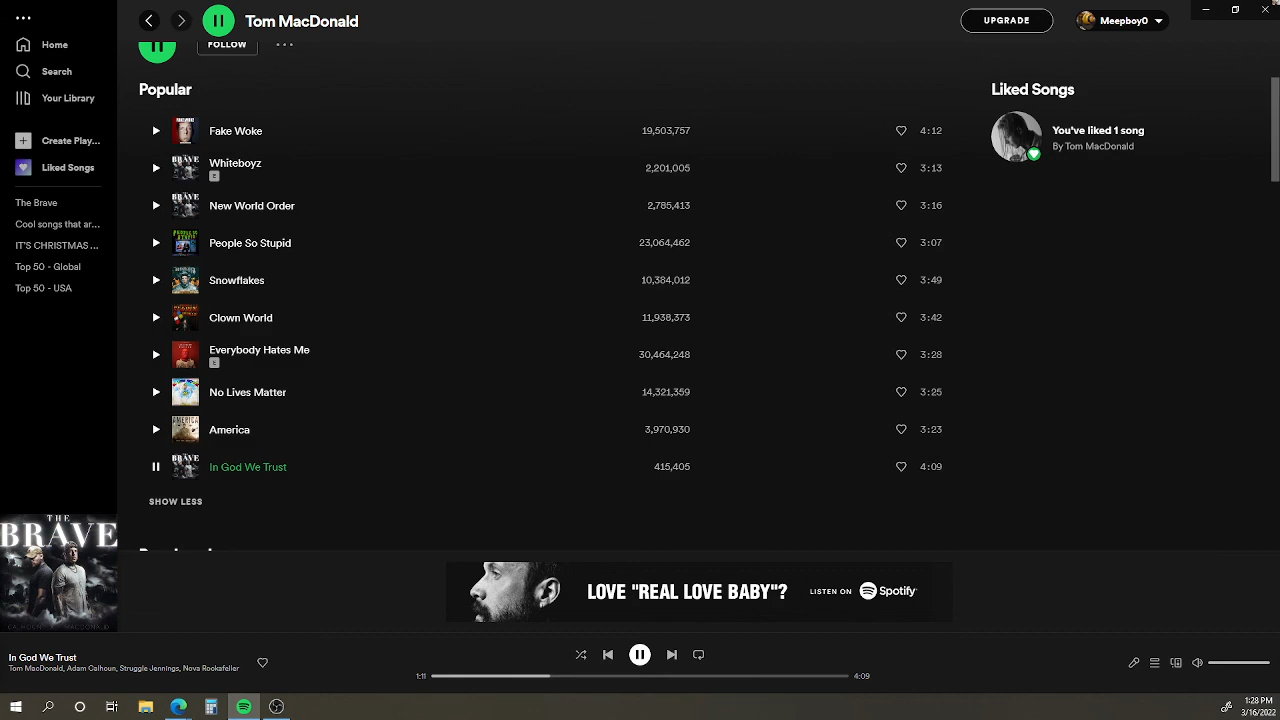 Tom MacDonald
UPGRADE
Meepboy0
Home
Search
Your Library
Create Play...
Liked Songs
The Brave
Cool songs that ar...
IT'S CHRISTMAS ...
Top 50 - Global
Top 50 - USA
FOLLOW
Popular
Fake Woke 19,503,757 4:12
Whiteboyz 2,201,005 3:13
E
New World Order 2,785,413 3:16
People So Stupid 23,064,462 3:07
Snowflakes 10,384,012 3:49
Clown World 11,938,373 3:42
Everybody Hates Me 30,464,248 3:28
E
No Lives Matter 14,321,359 3:25
America 3,970,930 3:23
In God We Trust 415,405 4:09
SHOW LESS
Liked Songs
You've liked 1 song
By Tom MacDonald
THE
BRAVE
CALHOUN MACDONALD
LOVE "REAL LOVE BABY"?
LISTEN ON Spotify
In God We Trust
Tom MacDonald, Adam Calhoun, Struggle Jennings, Nova Rookafeller
1:11
4:09
1:28 PM
3/16/2022